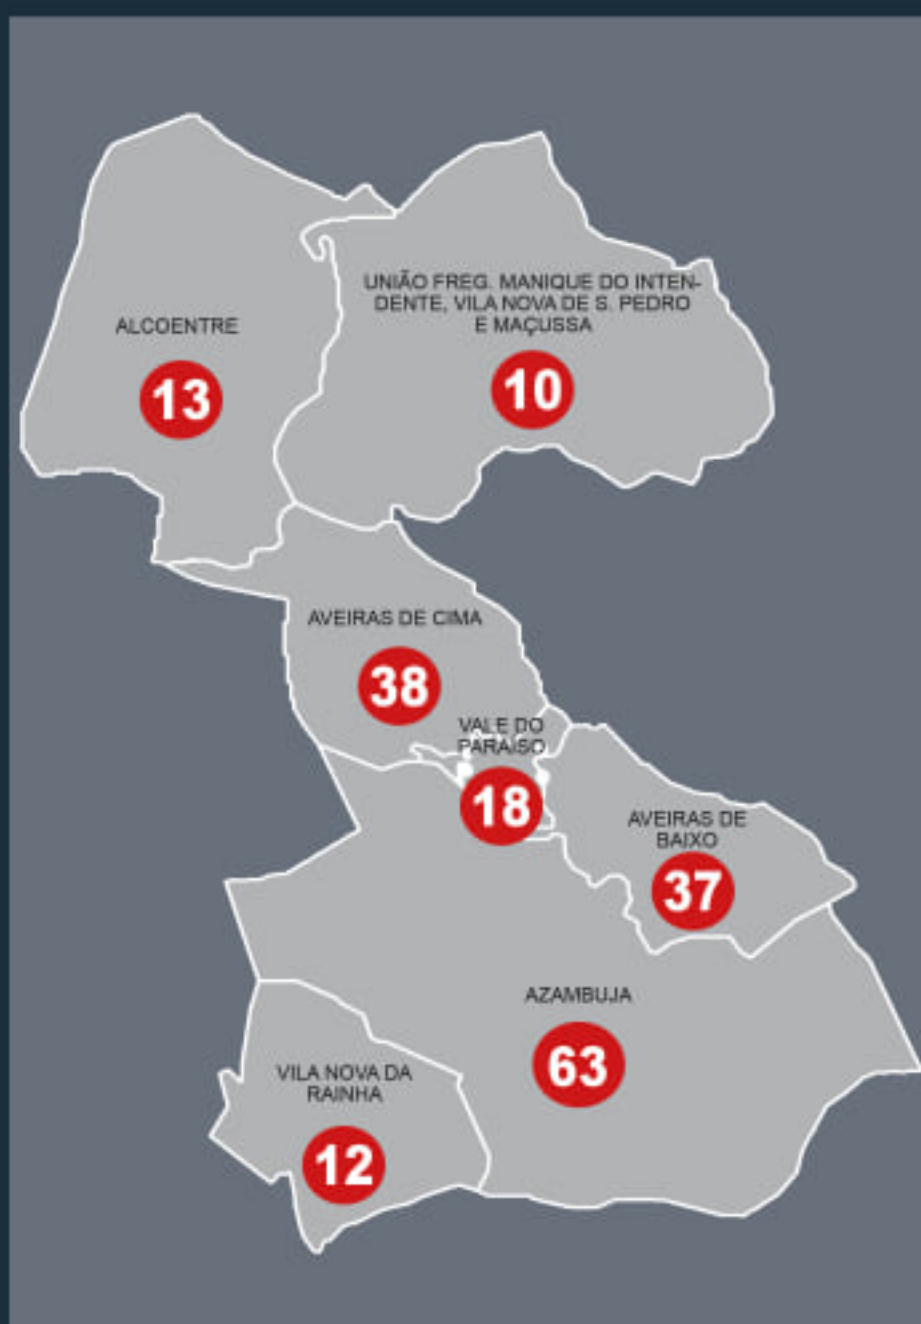 ALCOENTRE
13
UNIÃO FREG. MANIQUE DO INTEN-
DENTE, VILA NOVA DE S. PEDRO
E MAÇUSSA
10
AVEIRAS DE CIMA
38
VALE DO
PARAÍSO
18
AVEIRAS DE
BAIXO
37
AZAMBUJA
63
VILA NOVA DA
RAINHA
12